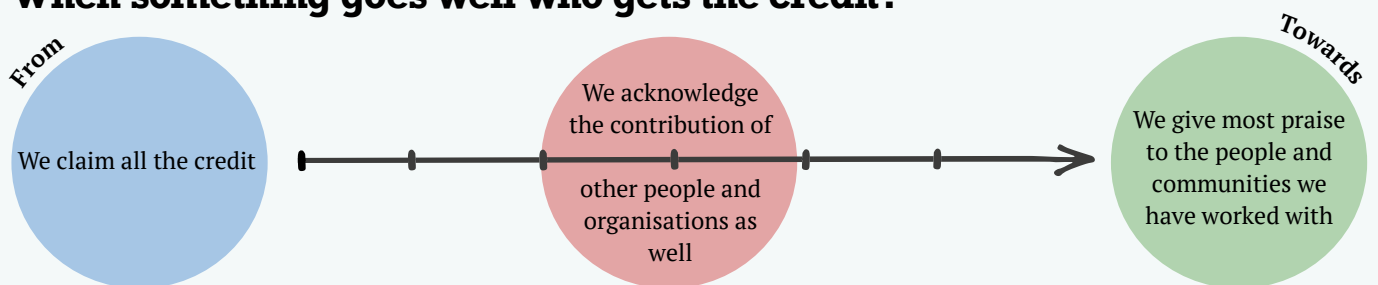 When something goes well who gets the credit?
From
Towards
We claim all the credit
We acknowledge
the contribution of
other people and
organisations as
well
We give most praise
to the people and
communities we
have worked with